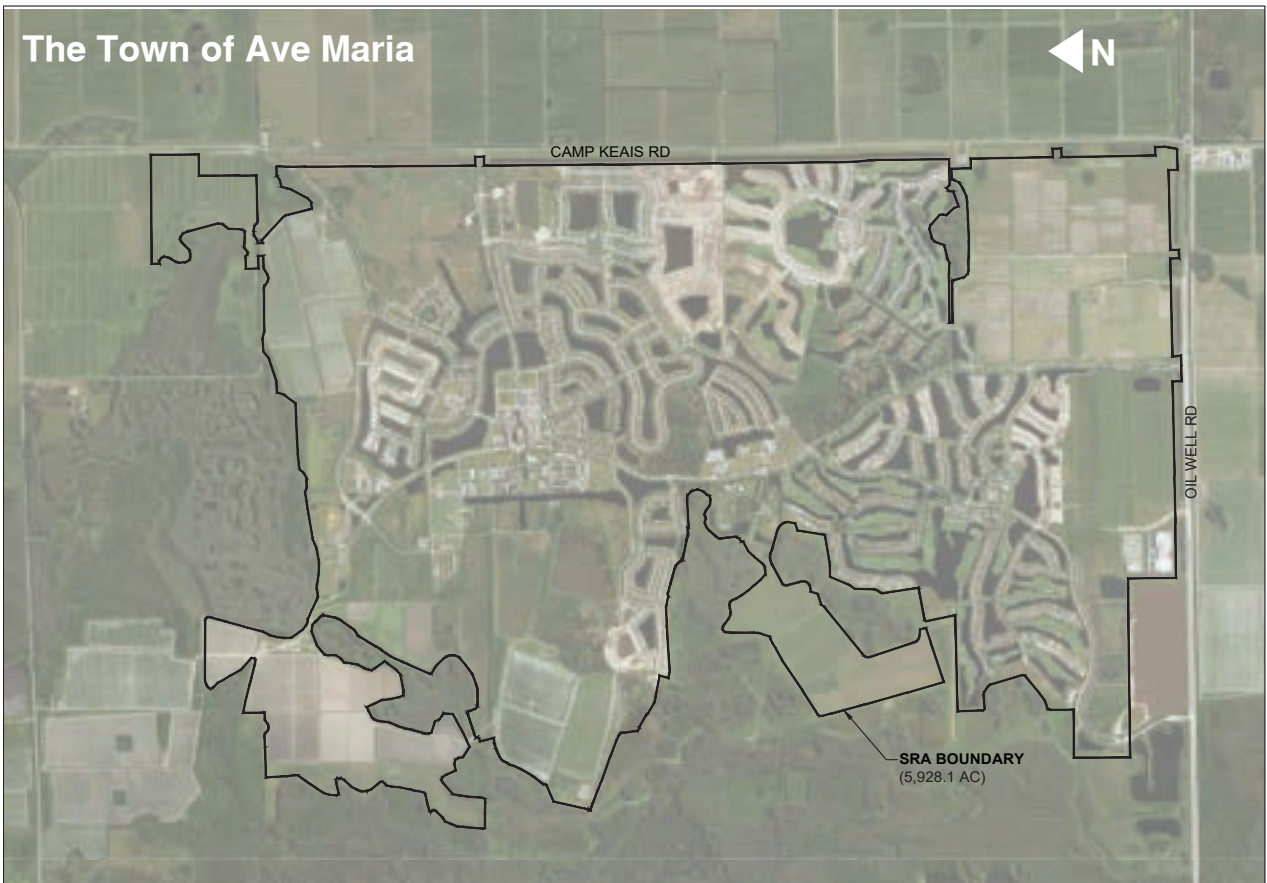 The Town of Ave Maria
N
CAMP KEAIS RD
OIL WELL RD
SRA BOUNDARY
(5,928.1 AC)